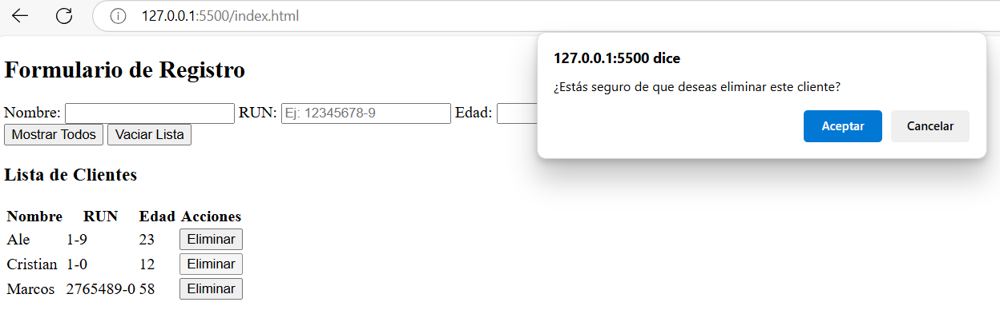 127.0.0.1:5500/index.html
127.0.0.1:5500 dice
¿Estás seguro de que deseas eliminar este cliente?
Aceptar Cancelar
Formulario de Registro
Nombre: RUN: Ej: 12345678-9 Edad:
Mostrar Todos Vaciar Lista
Lista de Clientes
Nombre RUN Edad Acciones
Ale 1-9 23 Eliminar
Cristian 1-0 12 Eliminar
Marcos 2765489-0 58 Eliminar